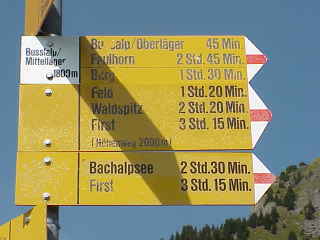 Bussalp/
Mittelläger
1800m
Bussalp/Oberläger 45 Min.
Faulhorn 2 Std. 45 Min.
Burg 1 Std. 30 Min.
Feld 1 Std. 20 Min.
Waldspitz 2 Std. 20 Min.
First 3 Std. 15 Min.
(Höhenweg 2000m)
Bachalpsee 2 Std. 30 Min.
First 3 Std. 15 Min.